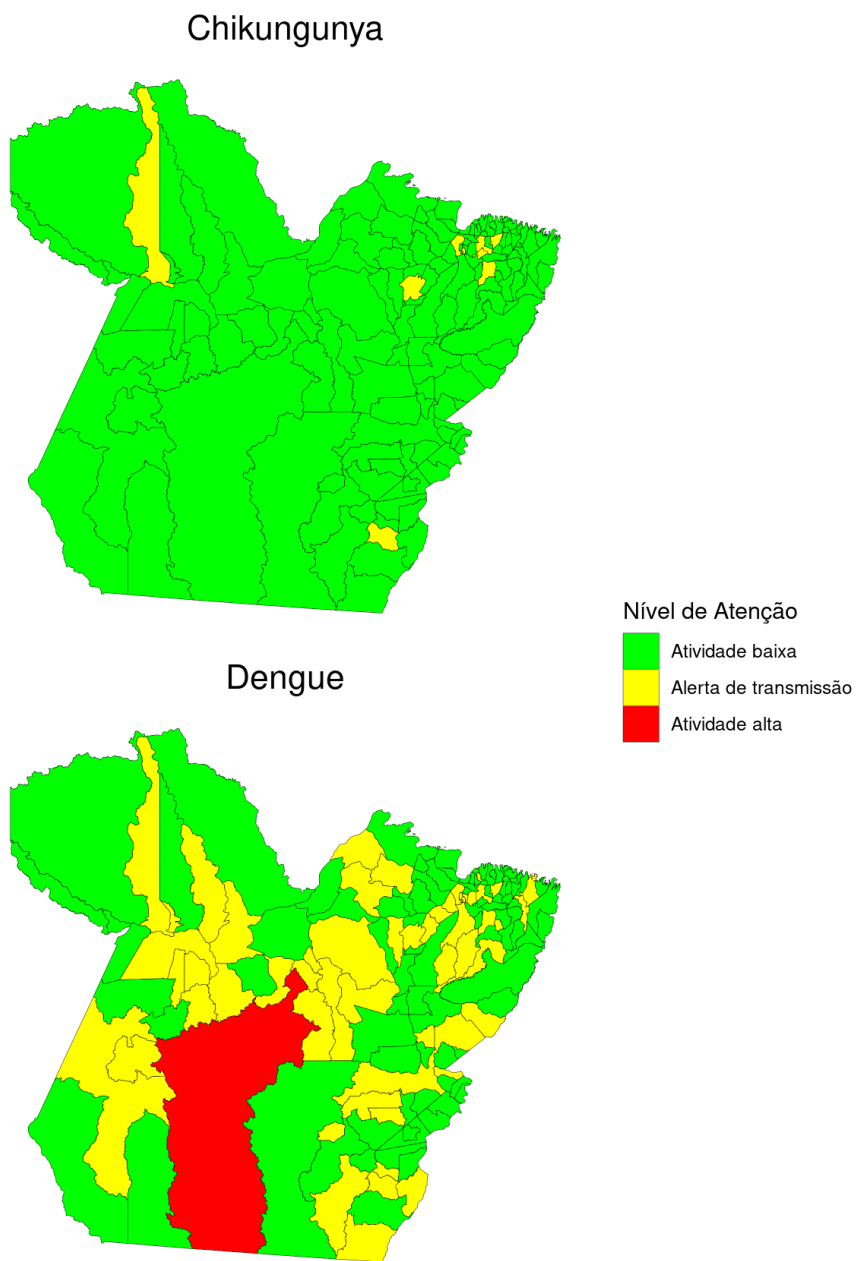 Chikungunya
Nível de Atenção
Atividade baixa
Alerta de transmissão
Atividade alta
Dengue